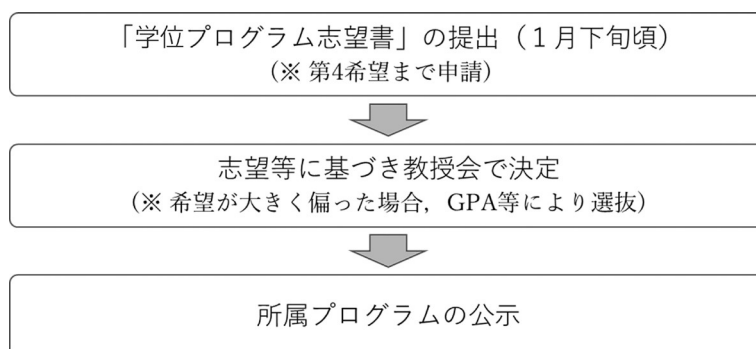 「学位プログラム志望書」の提出（１月下旬頃）
（※ 第4希望まで申請）
志望等に基づき教授会で決定
（※ 希望が大きく偏った場合，GPA等により選抜）
所属プログラムの公示